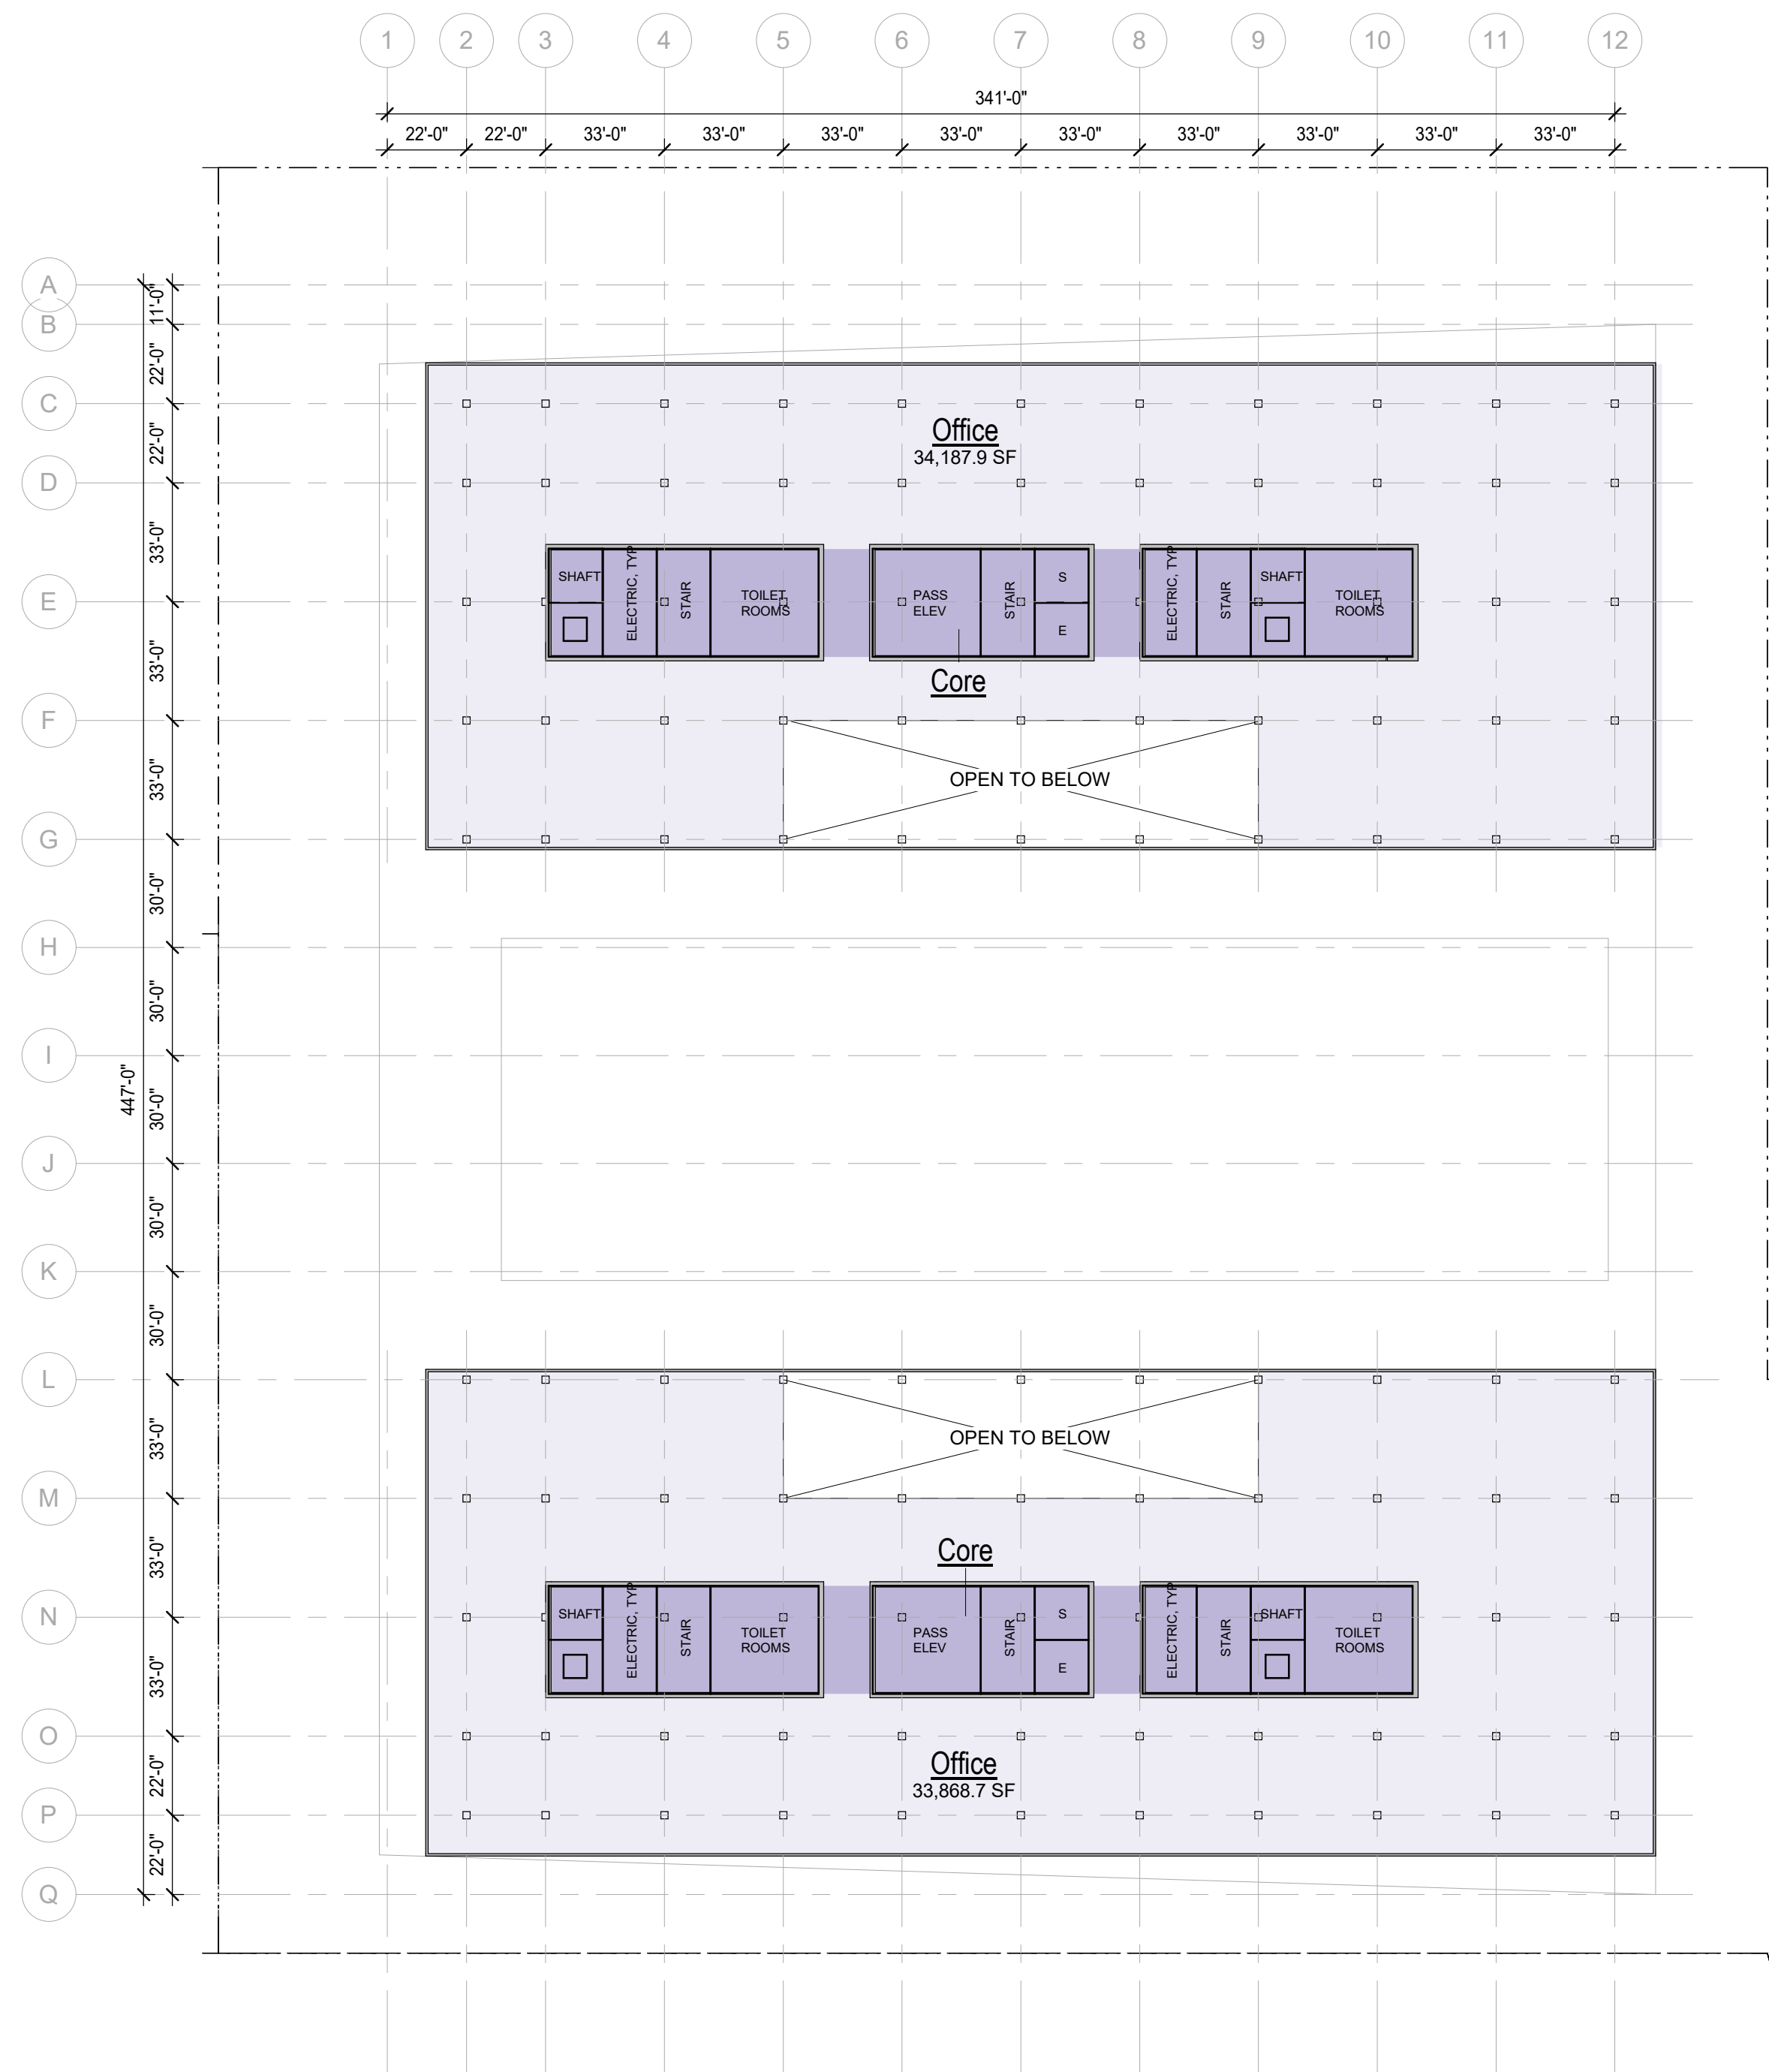 1 2 3 4 5 6 7 8 9 10 11 12
341'-0"
22'-0" 22'-0" 33'-0" 33'-0" 33'-0" 33'-0" 33'-0" 33'-0" 33'-0" 33'-0" 33'-0"
A
11'-0"
B
22'-0"
C
Office
22'-0"
34,187.9 SF
D
33'-0"
SHAFT
ELECTRIC, TYP
STAIR
TOILET
ROOMS
PASS
ELEV
STAIR
S
E
ELECTRIC, TYP
STAIR
SHAFT
TOILET
ROOMS
E
33'-0"
Core
F
33'-0"
OPEN TO BELOW
G
30'-0"
H
30'-0"
I
447'-0"
30'-0"
J
30'-0"
K
30'-0"
L
33'-0"
OPEN TO BELOW
M
33'-0"
Core
SHAFT
ELECTRIC, TYP
STAIR
TOILET
ROOMS
PASS
ELEV
STAIR
S
E
ELECTRIC, TYP
STAIR
SHAFT
TOILET
ROOMS
N
33'-0"
O
22'-0"
Office
33,868.7 SF
P
22'-0"
Q